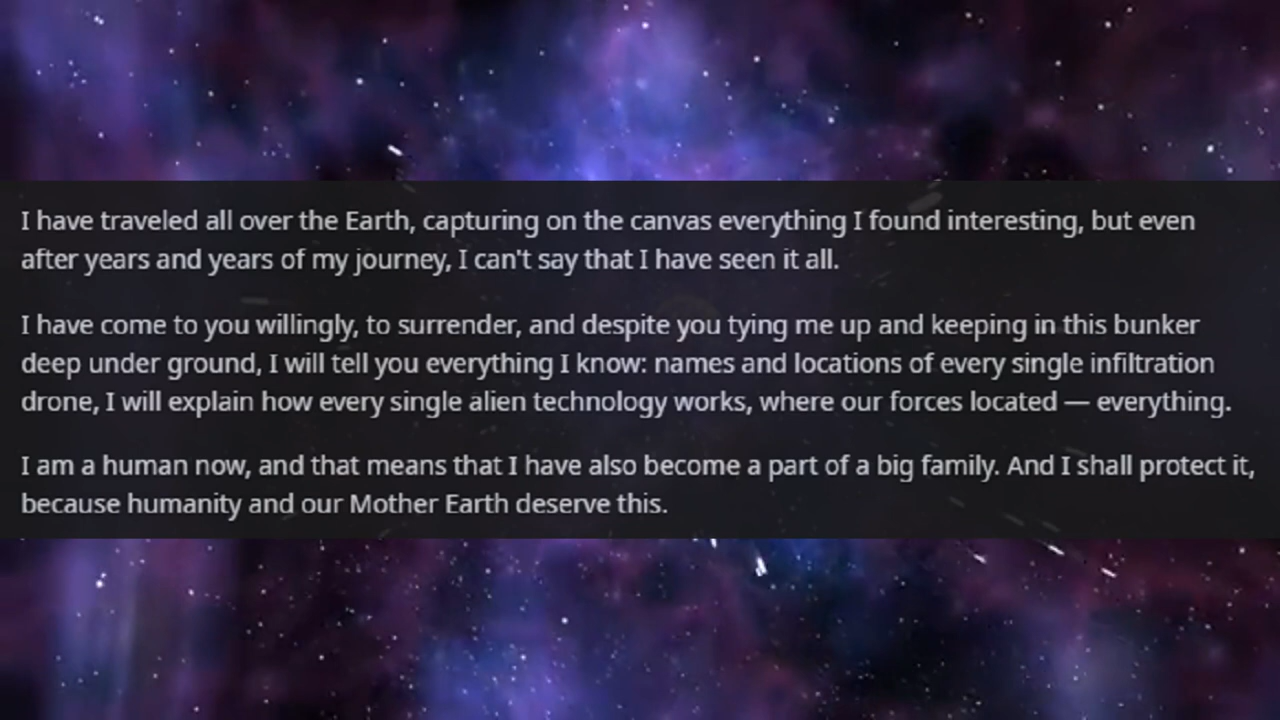 I have traveled all over the Earth, capturing on the canvas everything I found interesting, but even
after years and years of my journey, I can't say that I have seen it all.
I have come to you willingly, to surrender, and despite you tying me up and keeping in this bunker
deep under ground, I will tell you everything I know: names and locations of every single infiltration
drone, I will explain how every single alien technology works, where our forces located — everything.
I am a human now, and that means that I have also become a part of a big family. And I shall protect it,
because humanity and our Mother Earth deserve this.